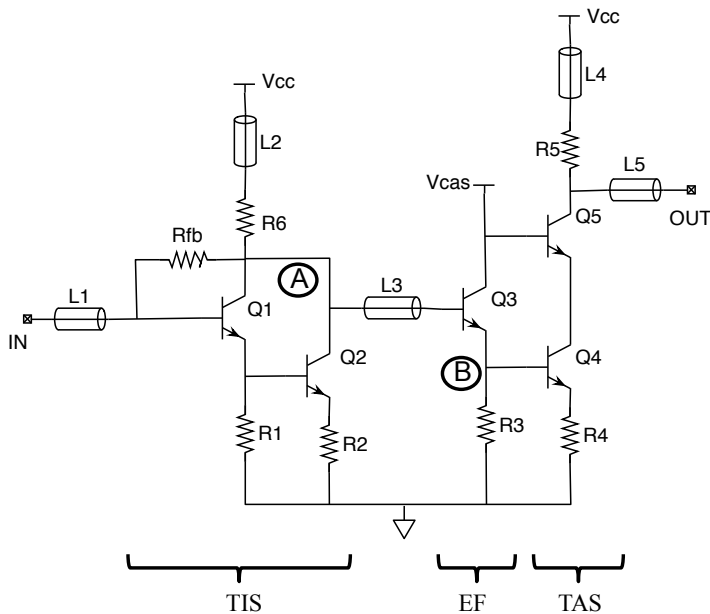 Vcc
L4
Vcc
L2
R5
L5
Vcas
R6
Q5
OUT
Rfb
A
L1
Q1
L3
Q3
IN
Q2
B
Q4
R1
R2
R3
R4
TIS
EF
TAS